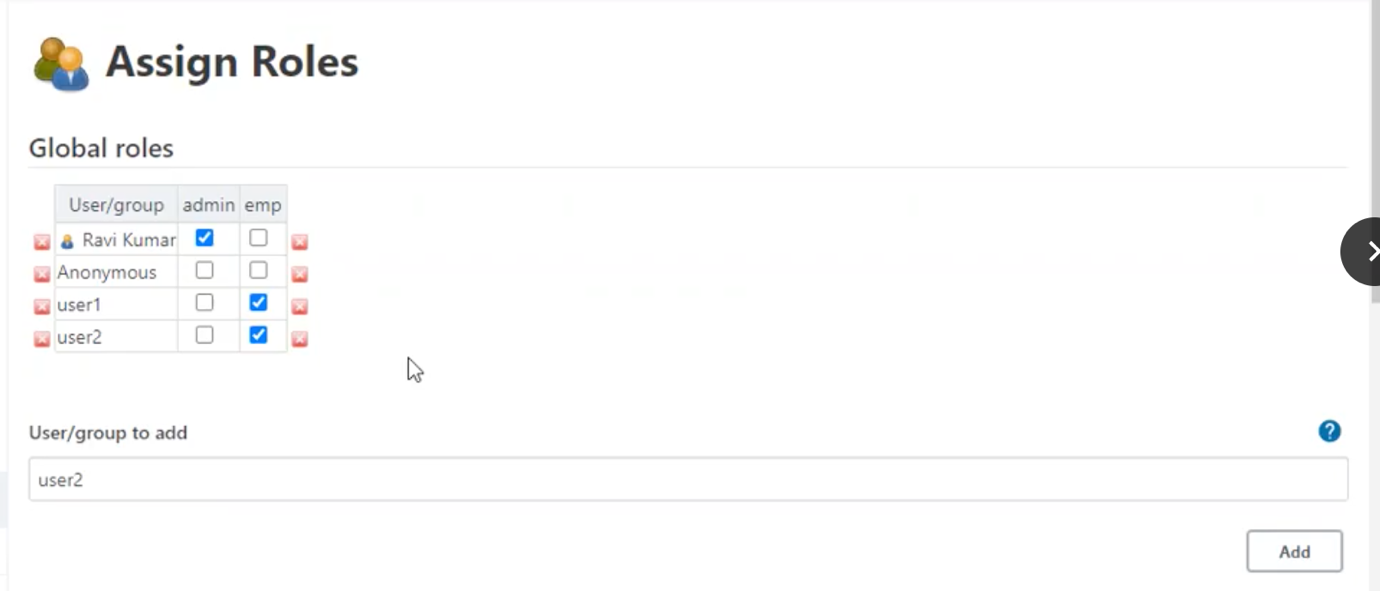 Assign Roles
Global roles
User/group admin emp
Ravi Kumar
Anonymous
user1
user2
User/group to add
?
user2
Add